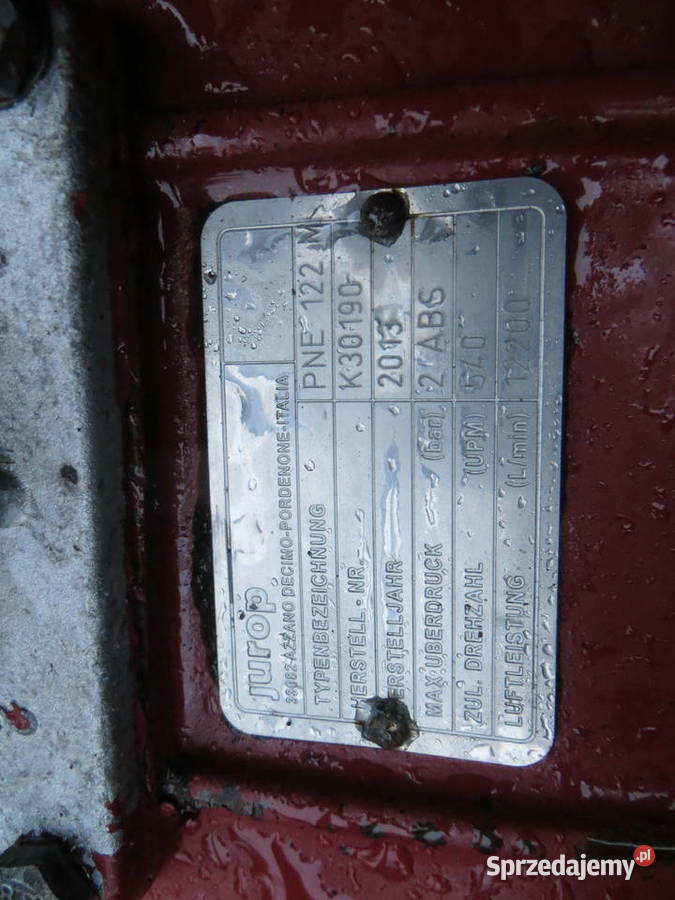 jurop
33082 AZZANO DECIMO-PORDENONE-ITALIA
TYPENBEZEICHNUNG PNE 122 M
HERSTELL.-NR. K30190
HERSTELLJAHR 2013
MAX ÜBERDRUCK (bar) 2 ABS
ZUL. DREHZAHL (UPM) 540
LUFTLEISTUNG (L/min) 12200
Sprzedajemy.pl